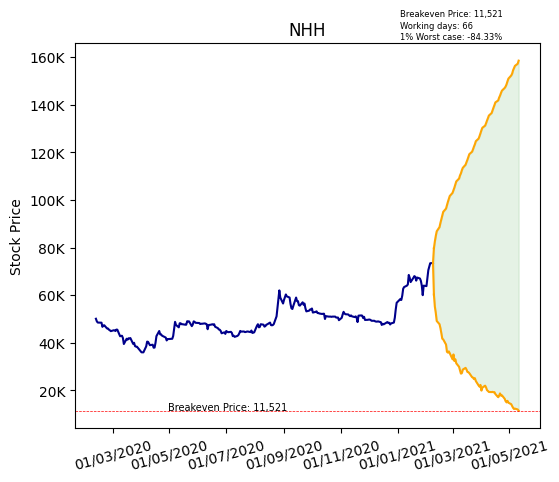 Breakeven Price: 11,521
Working days: 66
1% Worst case: -84.33%
NHH
Stock Price
160K
140K
120K
100K
80K
60K
40K
20K
Breakeven Price: 11,521
01/03/2020
01/05/2020
01/07/2020
01/09/2020
01/11/2020
01/01/2021
01/03/2021
01/05/2021